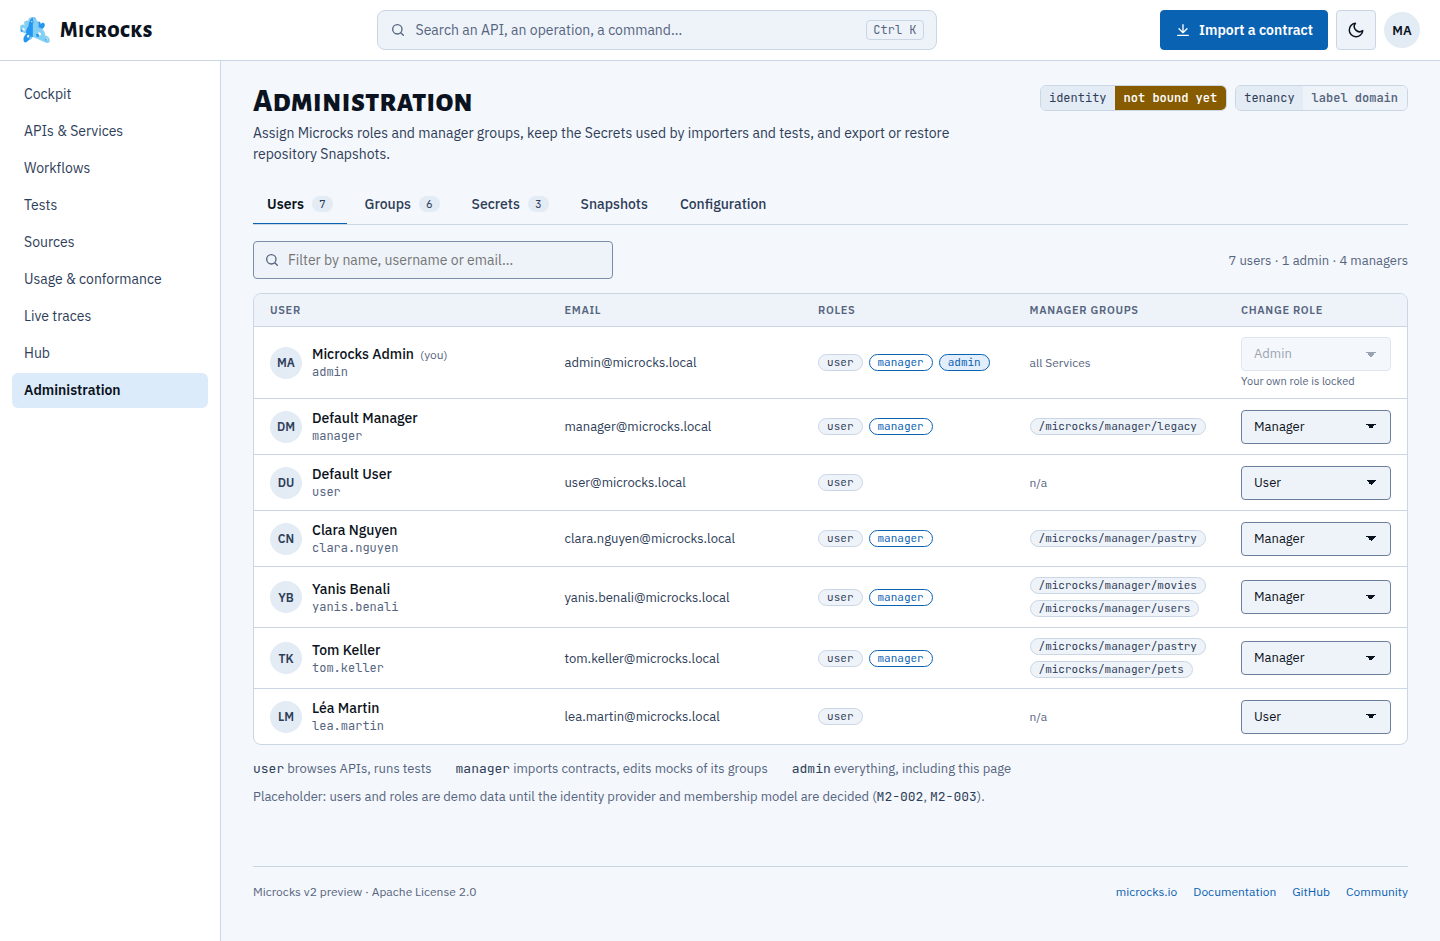 Microcks
Search an API, an operation, a command...
Ctrl K
Import a contract
MA
Cockpit
APIs & Services
Workflows
Tests
Sources
Usage & conformance
Live traces
Hub
Administration
Administration
identity not bound yet
tenancy label domain
Assign Microcks roles and manager groups, keep the Secrets used by importers and tests, and export or restore
repository Snapshots.
Users 7 Groups 6 Secrets 3 Snapshots Configuration
Filter by name, username or email...
7 users · 1 admin · 4 managers
USER EMAIL ROLES MANAGER GROUPS CHANGE ROLE
MA
Microcks Admin (you)
admin
admin@microcks.local
user manager admin
all Services
Admin
Your own role is locked
DM
Default Manager
manager
manager@microcks.local
user manager
/microcks/manager/legacy
Manager
DU
Default User
user
user@microcks.local
user
n/a
User
CN
Clara Nguyen
clara.nguyen
clara.nguyen@microcks.local
user manager
/microcks/manager/pastry
Manager
YB
Yanis Benali
yanis.benali
yanis.benali@microcks.local
user manager
/microcks/manager/movies
/microcks/manager/users
Manager
TK
Tom Keller
tom.keller
tom.keller@microcks.local
user manager
/microcks/manager/pastry
/microcks/manager/pets
Manager
LM
Léa Martin
lea.martin
lea.martin@microcks.local
user
n/a
User
user browses APIs, runs tests manager imports contracts, edits mocks of its groups admin everything, including this page
Placeholder: users and roles are demo data until the identity provider and membership model are decided (M2-002, M2-003).
Microcks v2 preview · Apache License 2.0
microcks.io Documentation GitHub Community